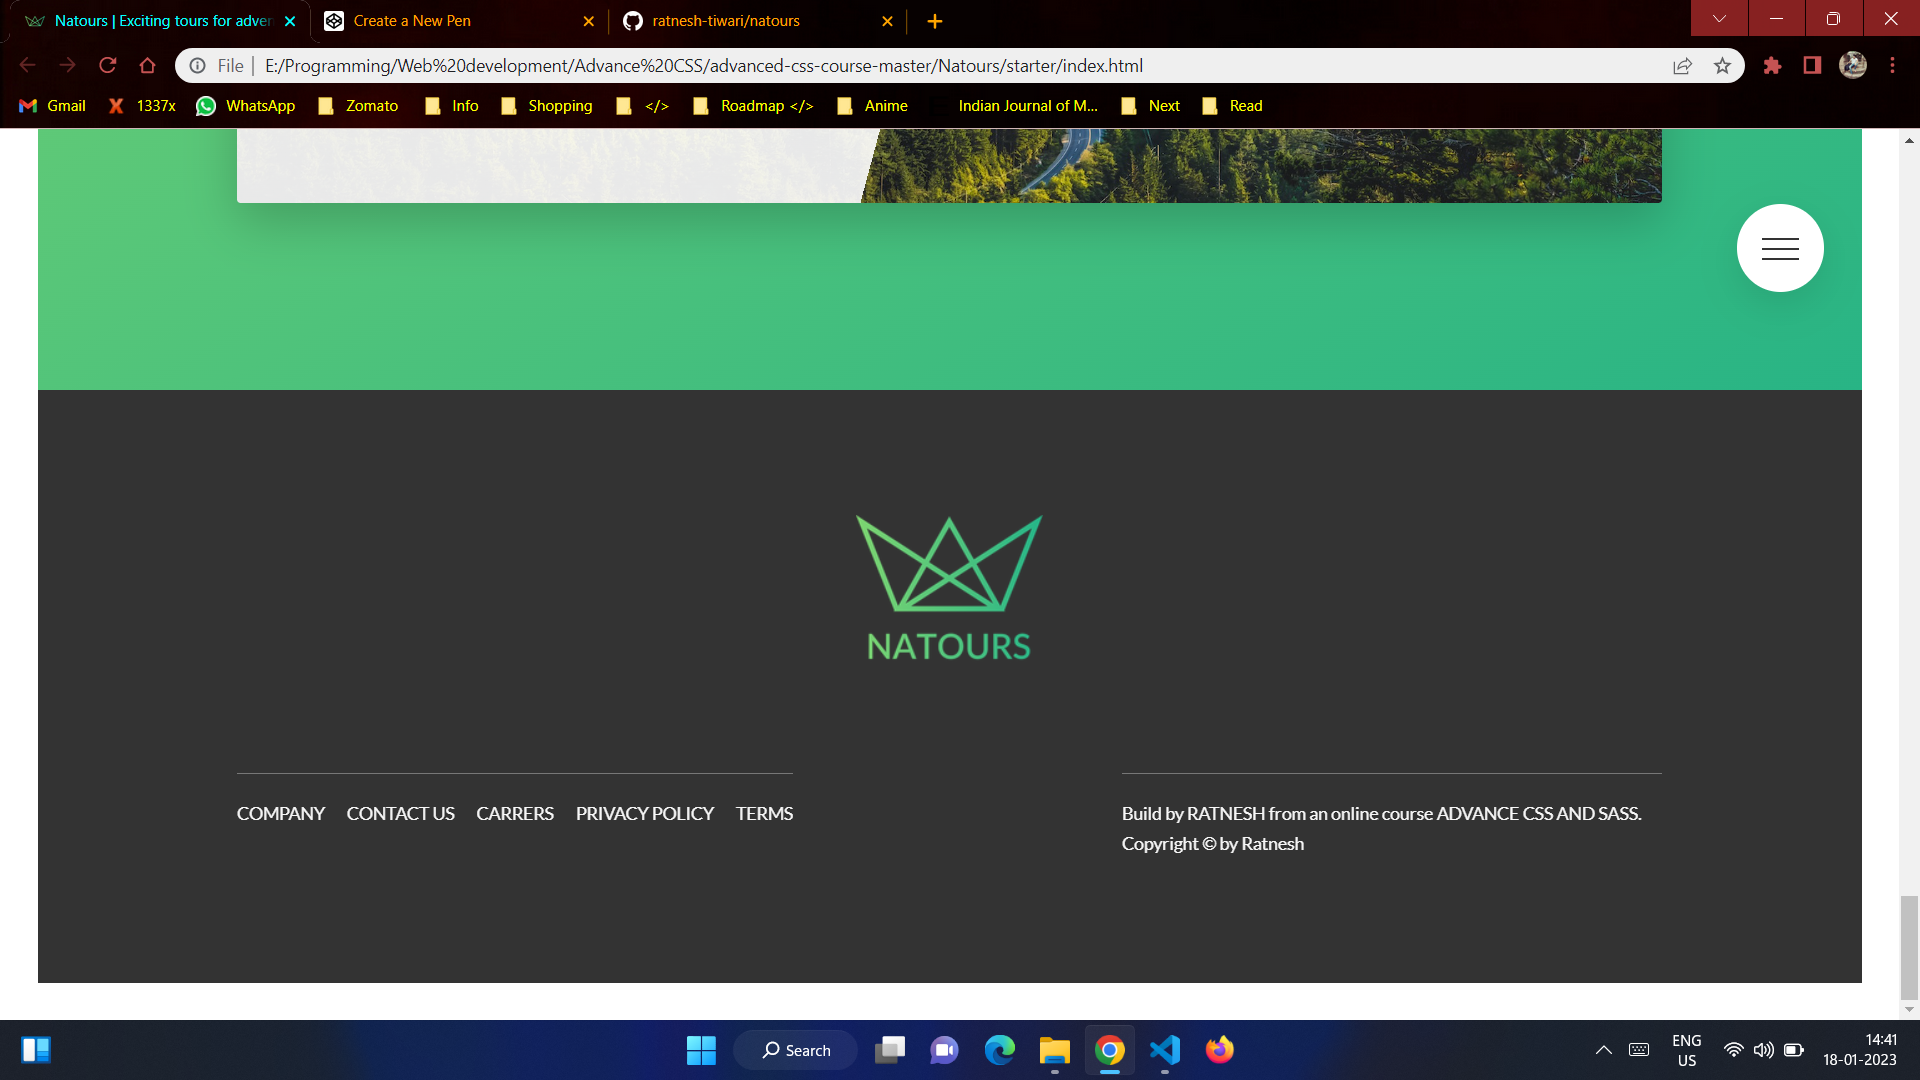 Natours | Exciting tours for adven
Create a New Pen
ratnesh-tiwari/natours
File
E:/Programming/Web%20development/Advance%20CSS/advanced-css-course-master/Natours/starter/index.html
Gmail
1337x
WhatsApp
Zomato
Info
Shopping
</>
Roadmap </>
Anime
Indian Journal of M...
Next
Read
NATOURS
COMPANY CONTACT US CARRERS PRIVACY POLICY TERMS
Build by RATNESH from an online course ADVANCE CSS AND SASS.
Copyright © by Ratnesh
Search
ENG
US
14:41
18-01-2023